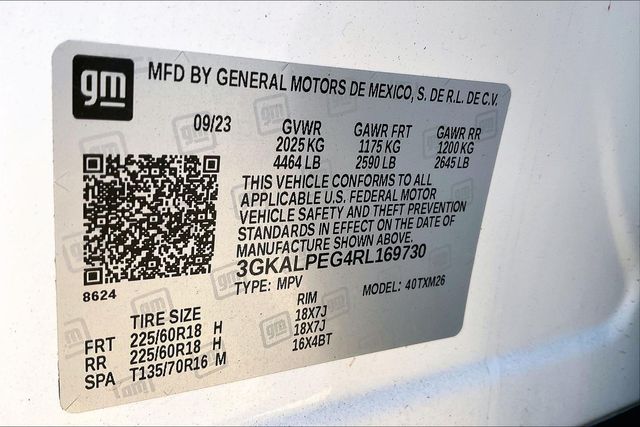 gm MFD BY GENERAL MOTORS DE MEXICO, S. DE R.L. DE C.V.
09/23 GVWR GAWR FRT GAWR RR
2025 KG 1175 KG 1200 KG
4464 LB 2590 LB 2645 LB
THIS VEHICLE CONFORMS TO ALL
APPLICABLE U.S. FEDERAL MOTOR
VEHICLE SAFETY AND THEFT PREVENTION
STANDARDS IN EFFECT ON THE DATE OF
MANUFACTURE SHOWN ABOVE.
3GKALPEG4RL169730
8624 TYPE: MPV MODEL: 40TXM26
TIRE SIZE RIM
FRT 225/60R18 H 18X7J
RR 225/60R18 H 18X7J
SPA T135/70R16 M 16X4BT